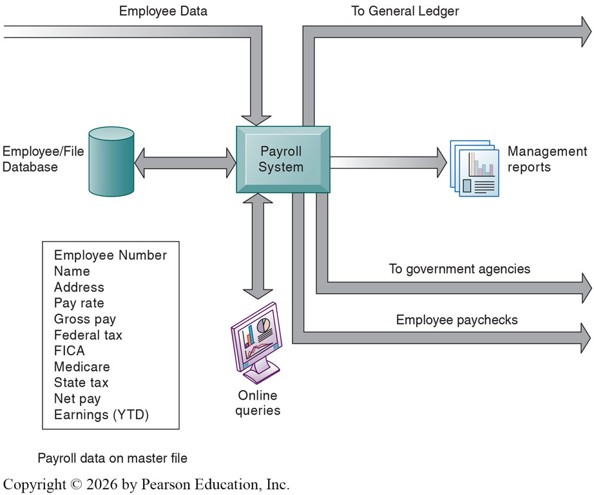 Employee Data
To General Ledger
Employee/File
Database
Payroll
System
Management
reports
To government agencies
Employee paychecks
Employee Number
Name
Address
Pay rate
Gross pay
Federal tax
FICA
Medicare
State tax
Net pay
Earnings (YTD)
Online
queries
Payroll data on master file
Copyright © 2026 by Pearson Education, Inc.